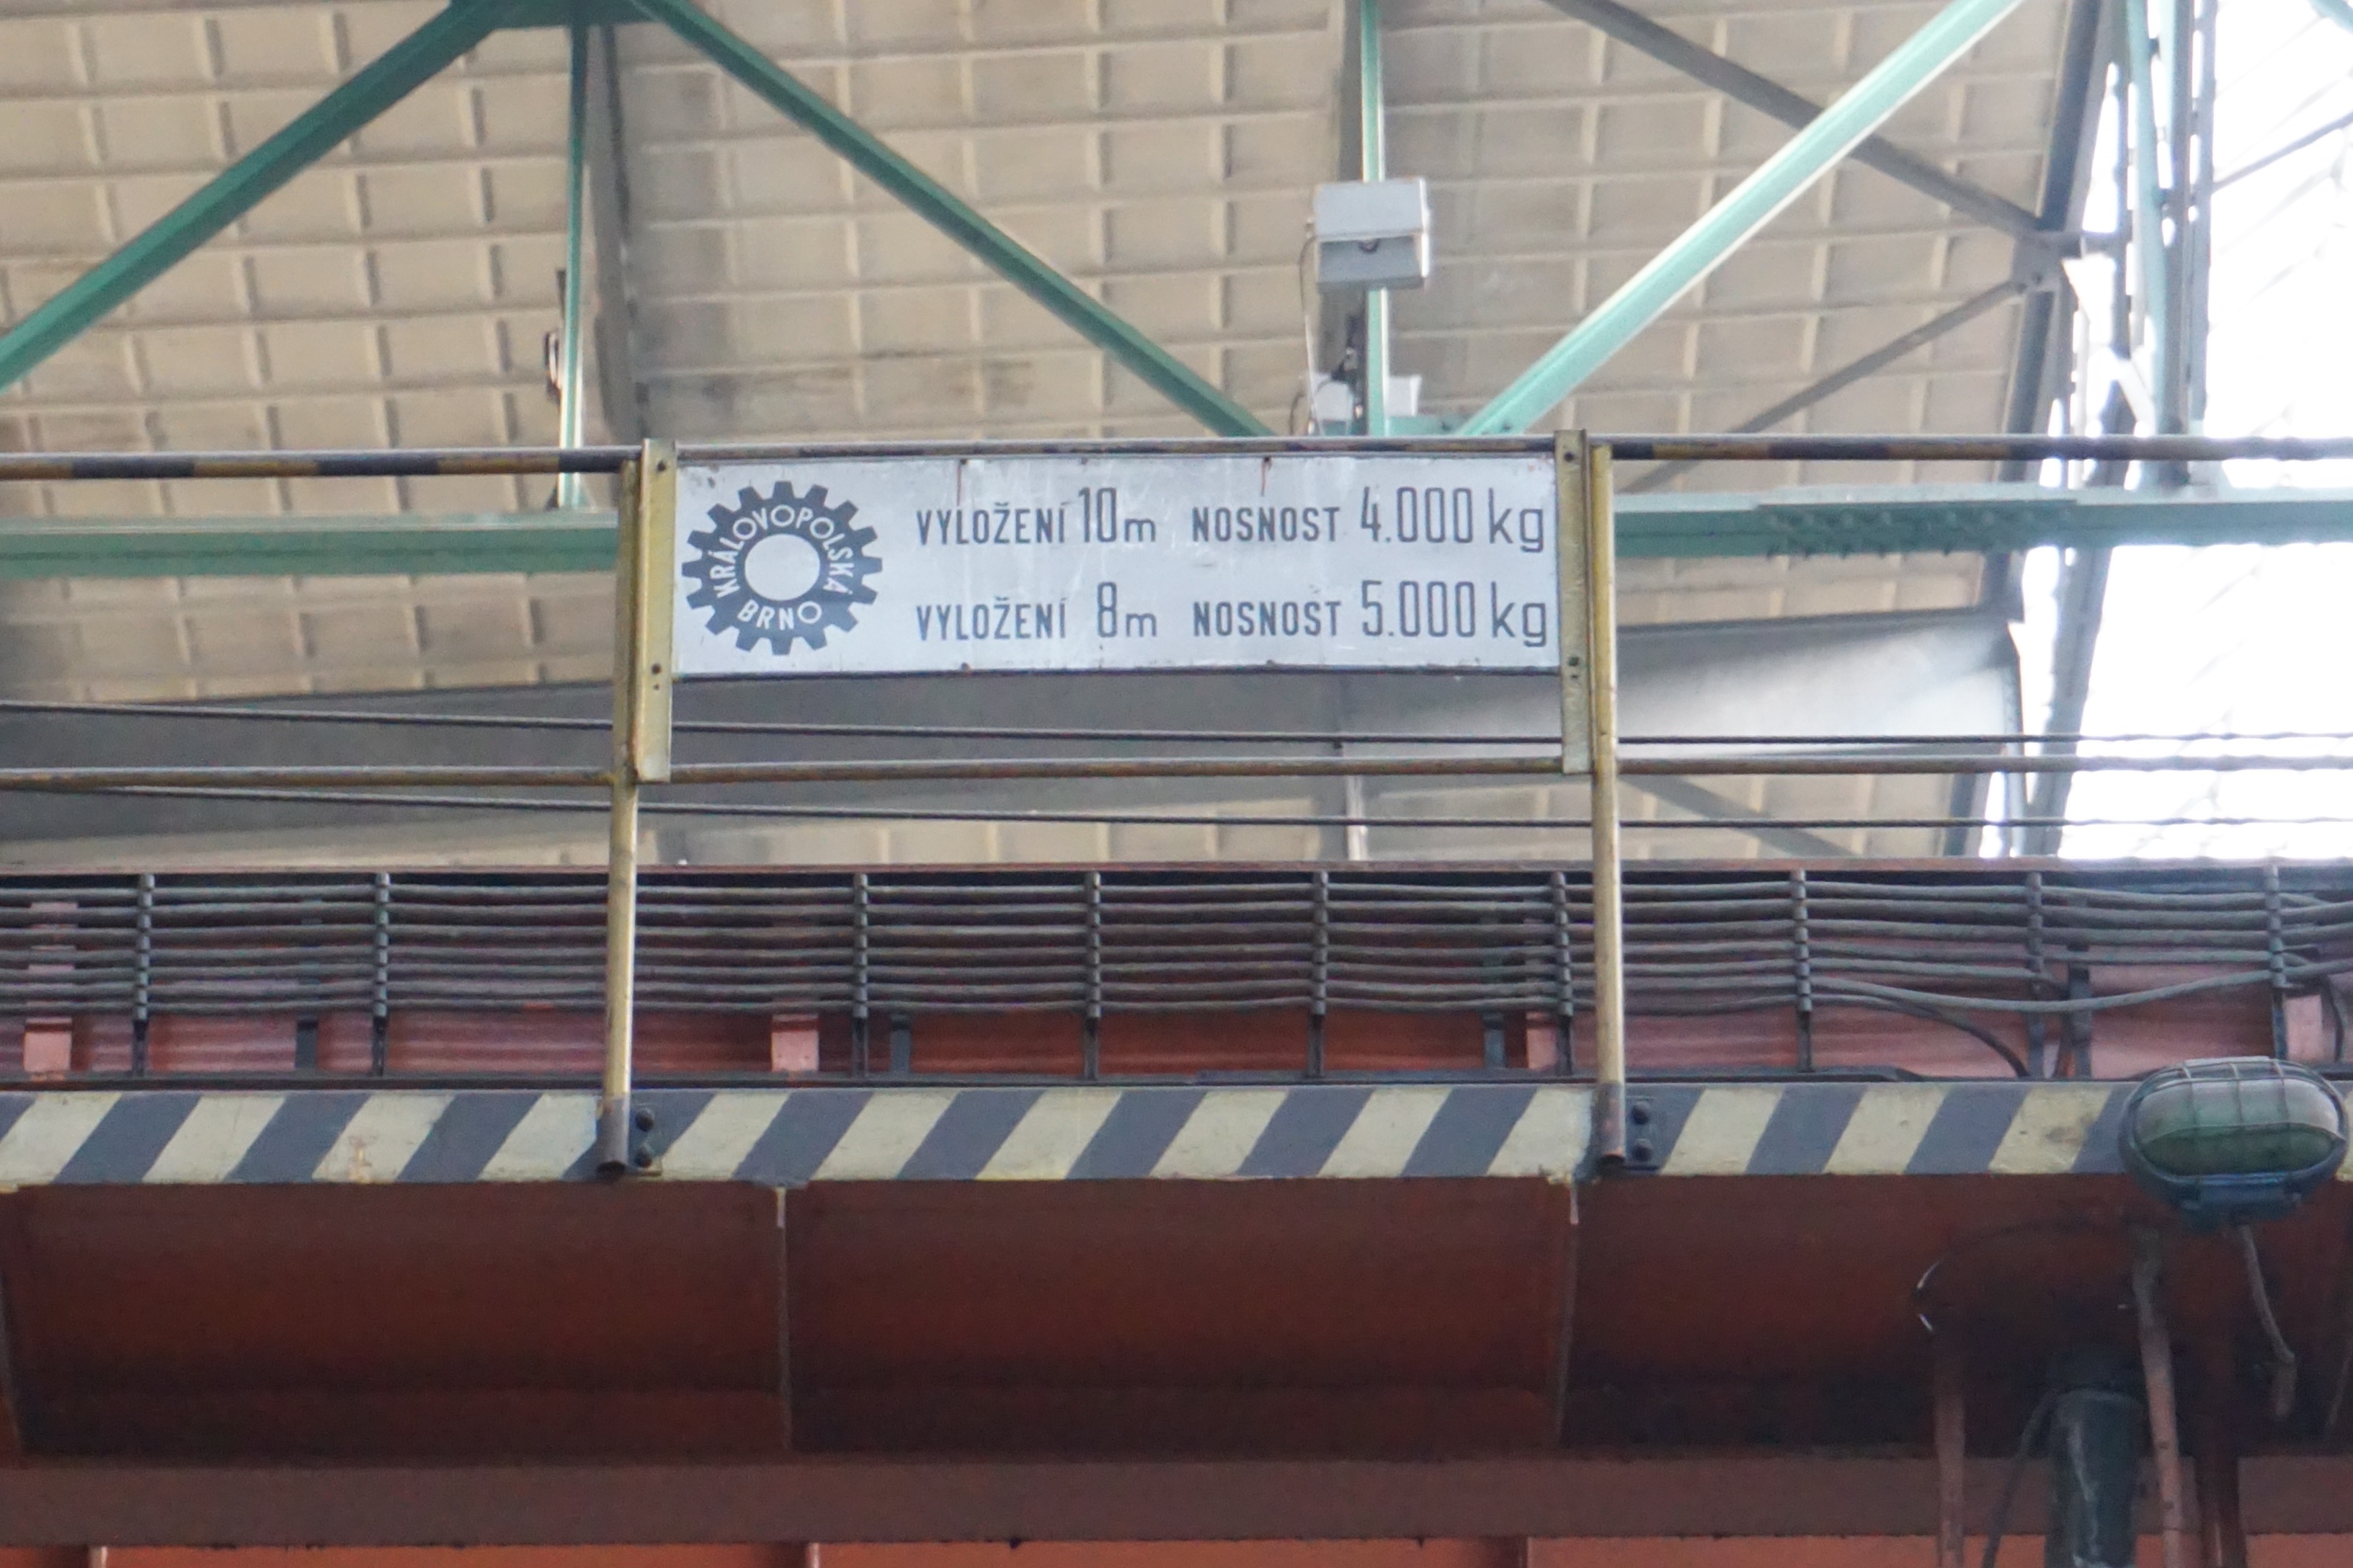 KRÁLOVOPOLSKÁ
BRNO
VYLOŽENÍ 10m NOSNOST 4.000 kg
VYLOŽENÍ 8m NOSNOST 5.000 kg